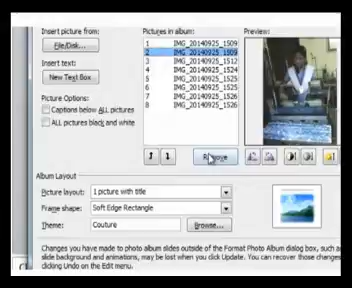 Insert picture from:
File/Disk...
Insert text:
New Text Box
Picture Options:
Captions below ALL pictures
ALL pictures black and white
Pictures in album:
1 IMG_20140925_1509
2 IMG_20140925_1509
3 IMG_20140925_1512
4 IMG_20140925_1525
5 IMG_20140925_1525
6 IMG_20140925_1525
7 IMG_20140925_1526
8 IMG_20140925_1526
Remove
Preview:
Album Layout
Picture layout: 1 picture with title
Frame shape: Soft Edge Rectangle
Theme: Couture
Browse...
Changes you have made to photo album slides outside of the Format Photo Album dialog box, such a
slide background and animations, may be lost when you click Update. You can recover those changes
clicking Undo on the Edit menu.